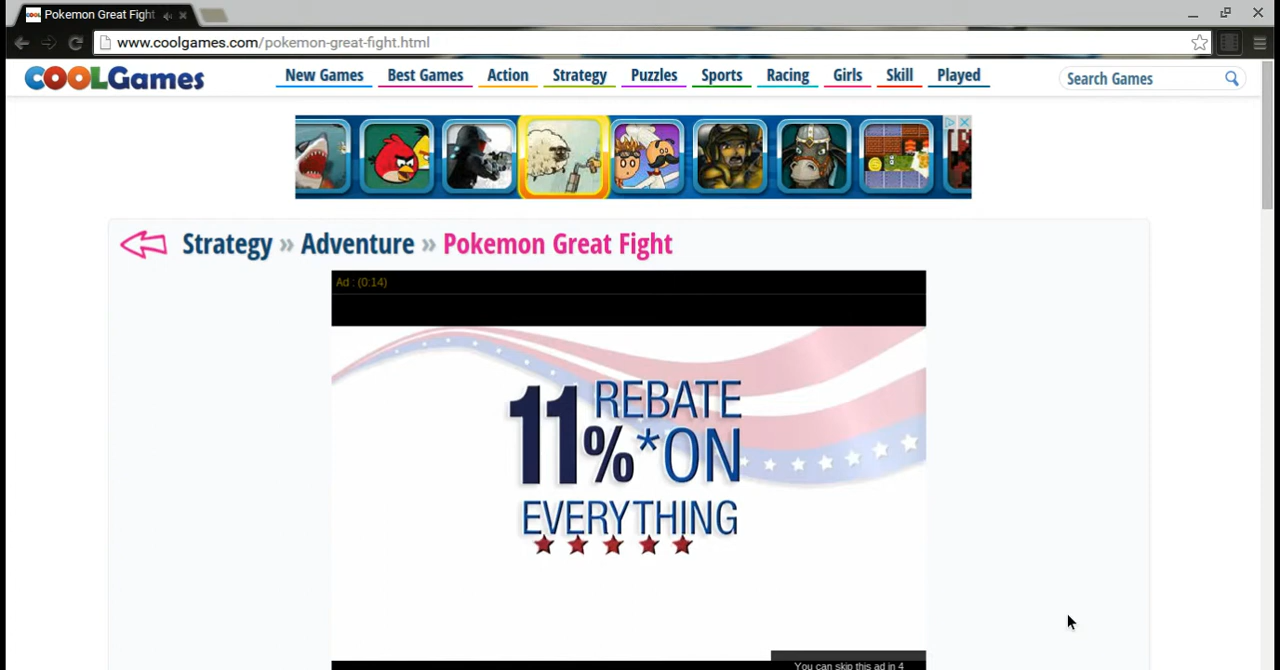 COOL Pokemon Great Fight
www.coolgames.com/pokemon-great-fight.html
COOLGames New Games Best Games Action Strategy Puzzles Sports Racing Girls Skill Played Search Games
Strategy » Adventure » Pokemon Great Fight
Ad : (0:14)
11%* REBATE
ON
EVERYTHING
You can skip this ad in 4